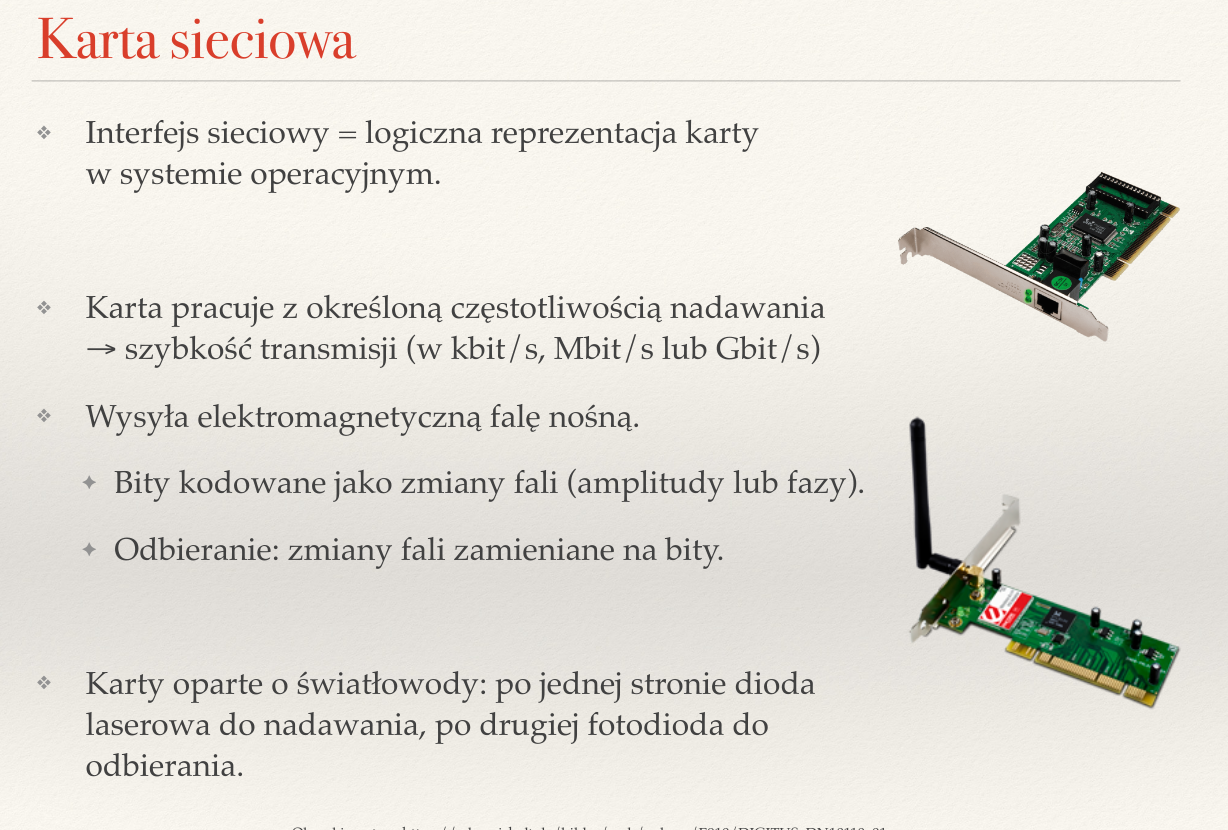 Karta sieciowa
❖ Interfejs sieciowy = logiczna reprezentacja karty
w systemie operacyjnym.
❖ Karta pracuje z określoną częstotliwością nadawania
→ szybkość transmisji (w kbit/s, Mbit/s lub Gbit/s)
❖ Wysyła elektromagnetyczną falę nośną.
✦ Bity kodowane jako zmiany fali (amplitudy lub fazy).
✦ Odbieranie: zmiany fali zamieniane na bity.
❖ Karty oparte o światłowody: po jednej stronie dioda
laserowa do nadawania, po drugiej fotodioda do
odbierania.